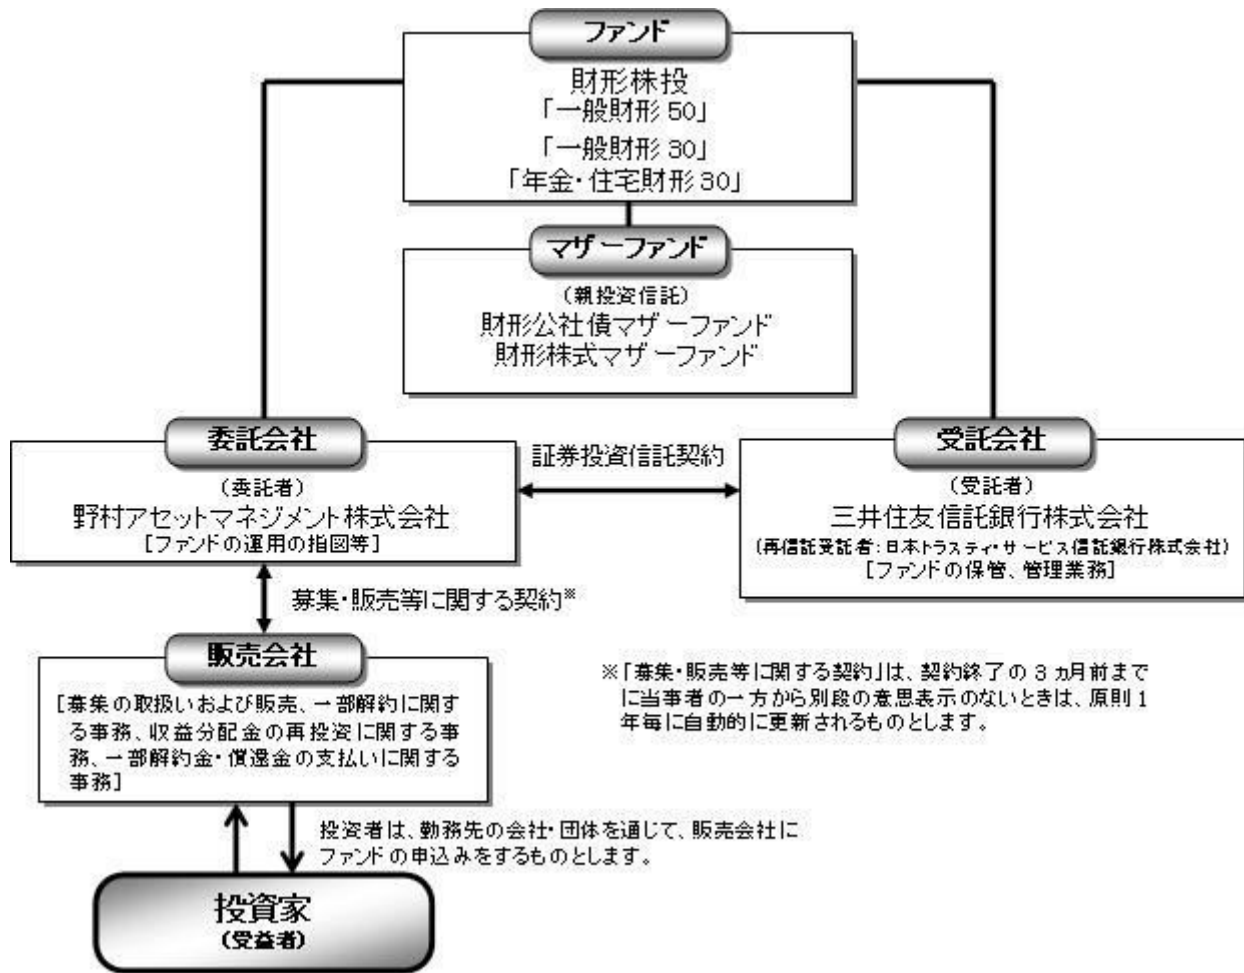 ファンド
財形株投
「一般財形50」
「一般財形30」
「年金・住宅財形30」
マザーファンド
(親投資信託)
財形公社債マザーファンド
財形株式マザーファンド
委託会社
(委託者)
野村アセットマネジメント株式会社
[ファンドの運用の指図等]
証券投資信託契約
受託会社
(受託者)
三井住友信託銀行株式会社
(再信託受託者:日本トラスティ・サービス信託銀行株式会社)
[ファンドの保管、管理業務]
募集・販売等に関する契約※
販売会社
[募集の取扱いおよび販売、一部解約に関す
る事務、収益分配金の再投資に関する事
務、一部解約金・償還金の支払いに関する
事務]
※「募集・販売等に関する契約」は、契約終了の3ヵ月前まで
に当事者の一方から別段の意思表示のないときは、原則1
年毎に自動的に更新されるものとします。
投資者は、勤務先の会社・団体を通じて、販売会社に
ファンドの申込みをするものとします。
投資家
(受益者)